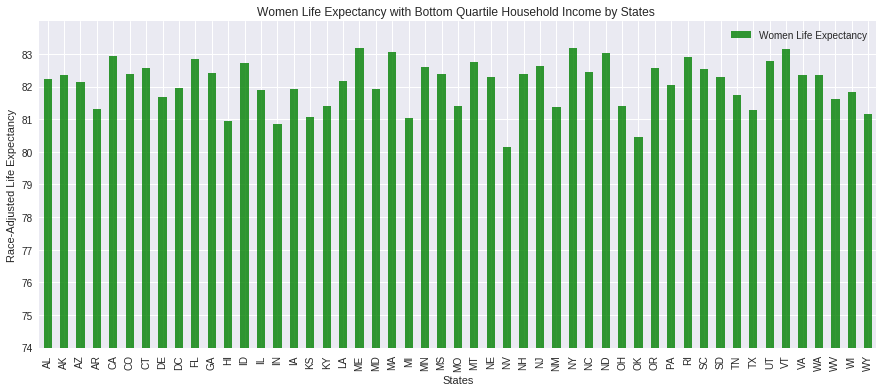 Women Life Expectancy with Bottom Quartile Household Income by States
Women Life Expectancy
Race-Adjusted Life Expectancy
83
82
81
80
79
78
77
76
75
74
AL AK AZ AR CA CO CT DE DC FL GA HI ID IL IN IA KS KY LA ME MD MA MI MN MS MO MT NE NV NH NJ NM NY NC ND OH OK OR PA RI SC SD TN TX UT VT VA WA WV WI WY
States